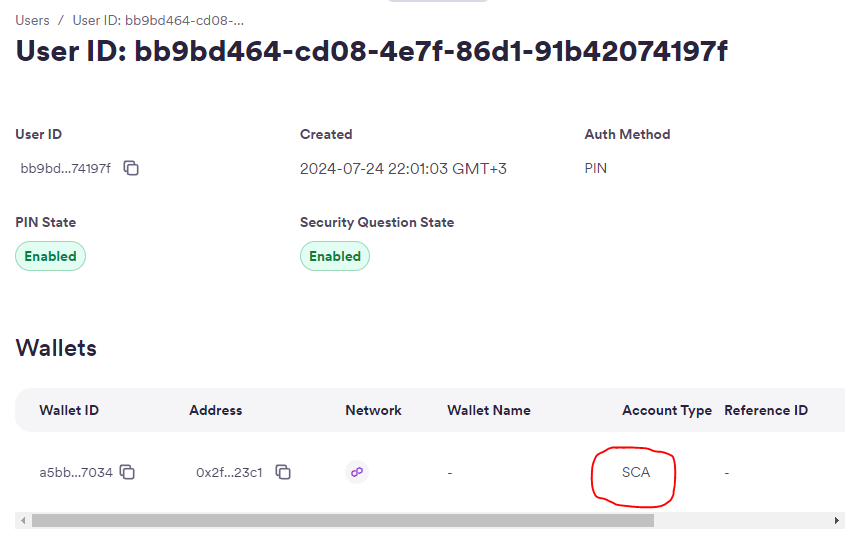 Users / User ID: bb9bd464-cd08-...
User ID: bb9bd464-cd08-4e7f-86d1-91b42074197f
User ID Created Auth Method
bb9bd...74197f 2024-07-24 22:01:03 GMT+3 PIN
PIN State Security Question State
Enabled Enabled
Wallets
Wallet ID Address Network Wallet Name Account Type Reference ID
a5bb...7034 0x2f...23c1 - SCA -